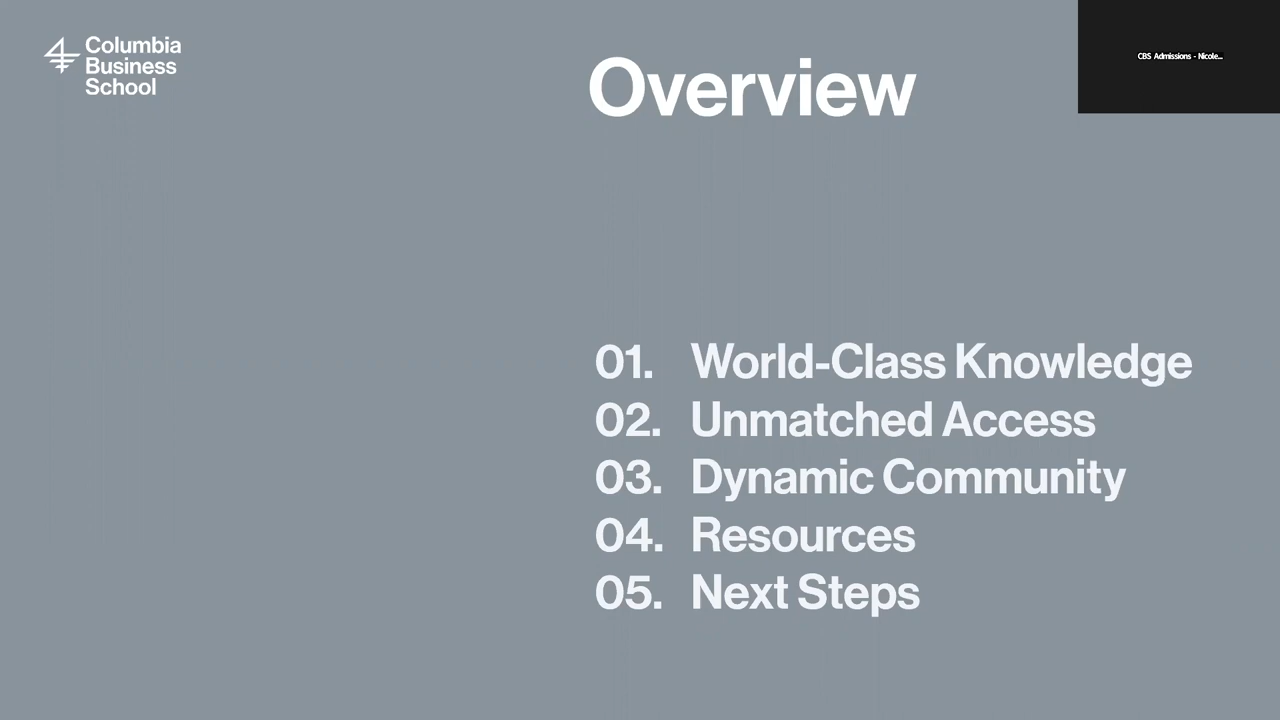 Columbia
Business
School
Overview
CBS Admissions - Nicole...
01. World-Class Knowledge
02. Unmatched Access
03. Dynamic Community
04. Resources
05. Next Steps